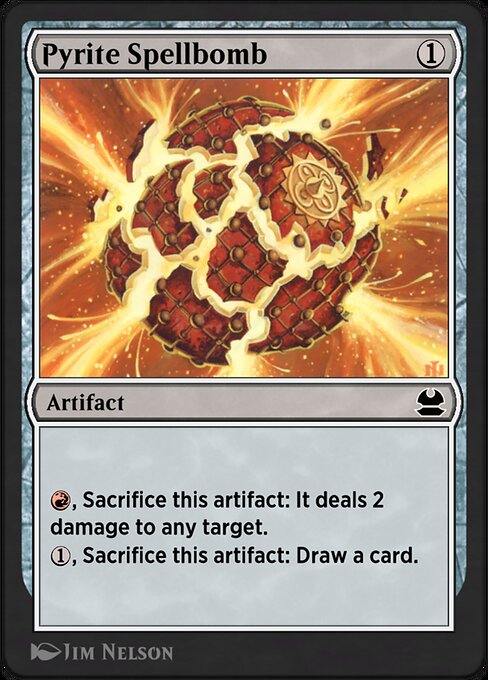 Pyrite Spellbomb 1
Artifact
, Sacrifice this artifact: It deals 2
damage to any target.
1, Sacrifice this artifact: Draw a card.
Jim Nelson